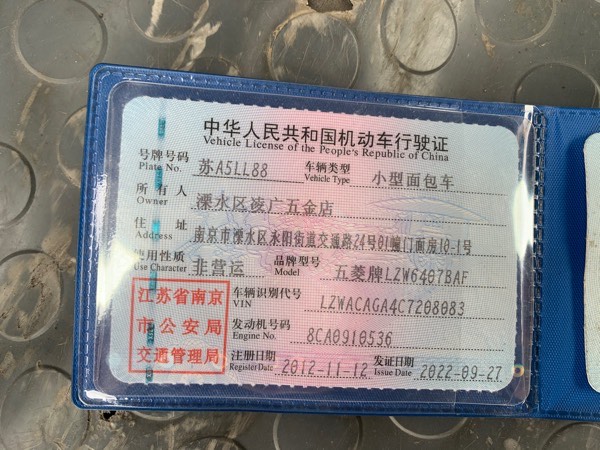 中华人民共和国机动车行驶证
Vehicle License of the People's Republic of China
号牌号码 苏A5LL88 车辆类型 小型面包车
Plate No. Vehicle Type
所有人 溧水区凌广五金店
Owner
住址 南京市溧水区永阳街道交通路24号01幢门面房10-1号
Address
使用性质 非营运 品牌型号 五菱牌LZW6407BAF
Use Character Model
江苏省南京
市公安局
交通管理局
车辆识别代号 LZWACAGA4C7208083
VIN
发动机号码 8CA0910536
Engine No.
注册日期 2012-11-12 发证日期 2022-09-27
Register Date Issue Date